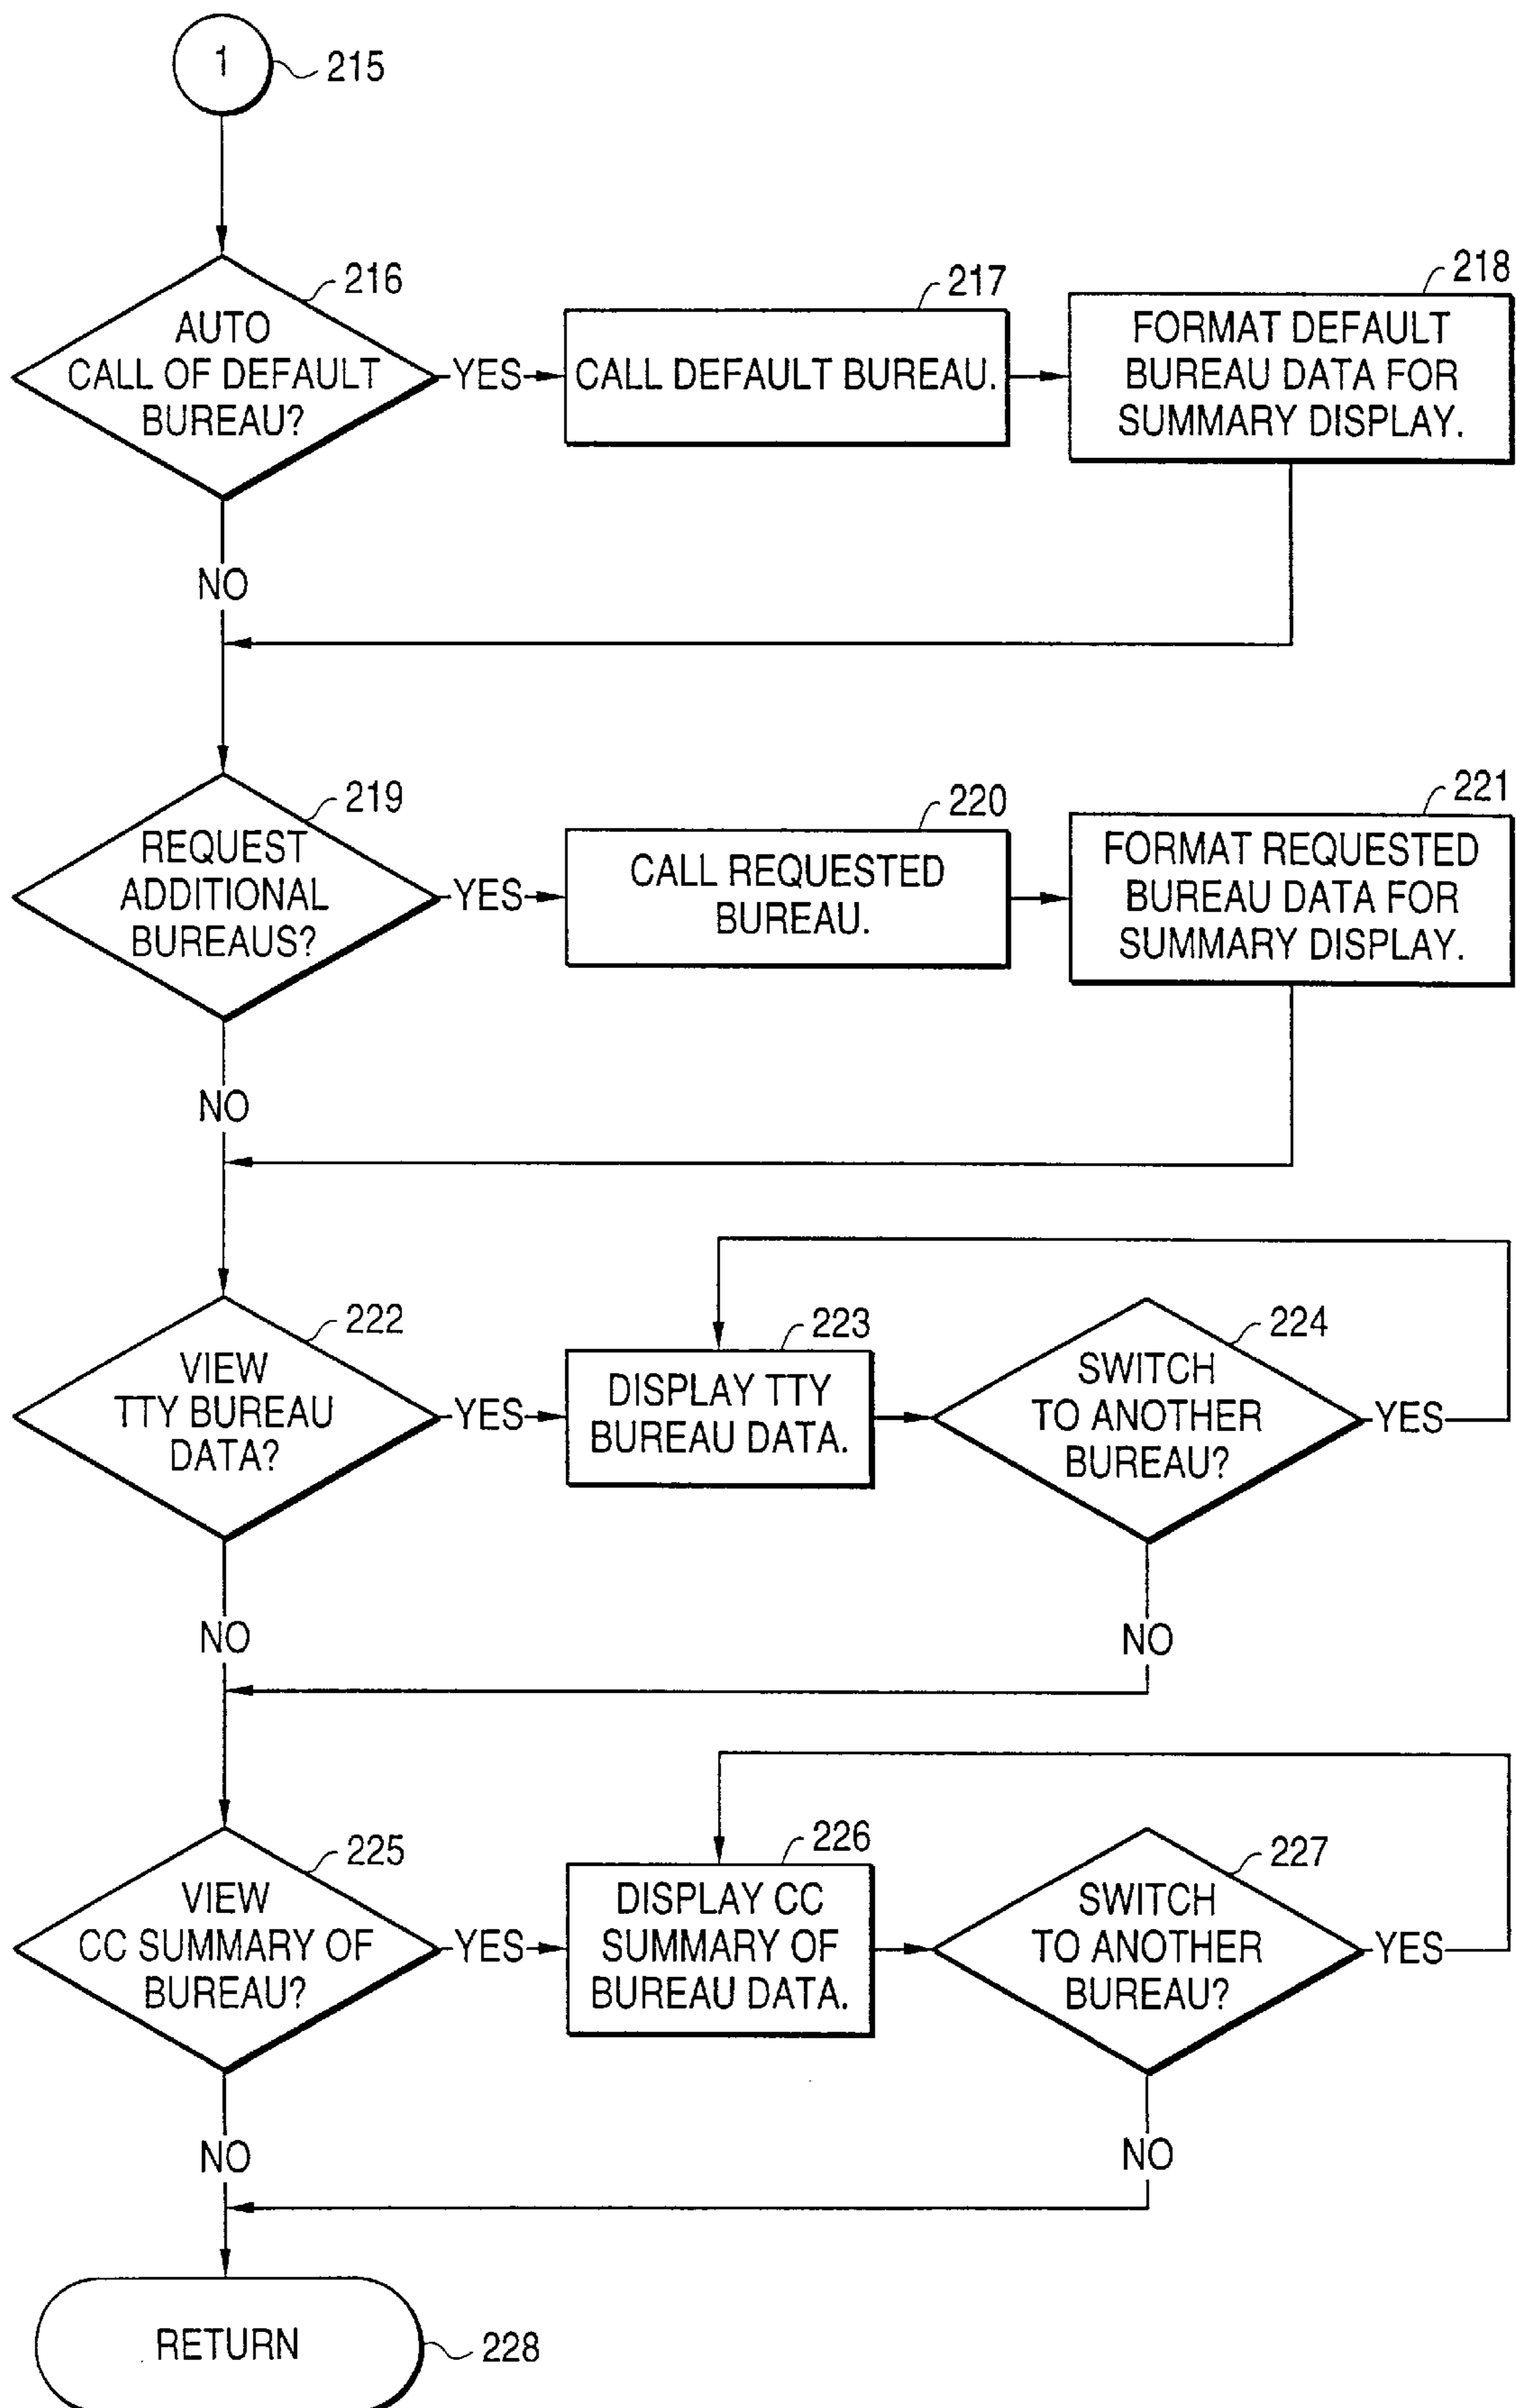 1
215
216
AUTO
CALL OF DEFAULT
BUREAU?
YES
217
CALL DEFAULT BUREAU.
218
FORMAT DEFAULT
BUREAU DATA FOR
SUMMARY DISPLAY.
NO
219
REQUEST
ADDITIONAL
BUREAUS?
YES
220
CALL REQUESTED
BUREAU.
221
FORMAT REQUESTED
BUREAU DATA FOR
SUMMARY DISPLAY.
NO
222
VIEW
TTY BUREAU
DATA?
YES
223
DISPLAY TTY
BUREAU DATA.
224
SWITCH
TO ANOTHER
BUREAU?
YES
NO
NO
225
VIEW
CC SUMMARY OF
BUREAU?
YES
226
DISPLAY CC
SUMMARY OF
BUREAU DATA.
227
SWITCH
TO ANOTHER
BUREAU?
YES
NO
NO
RETURN
228